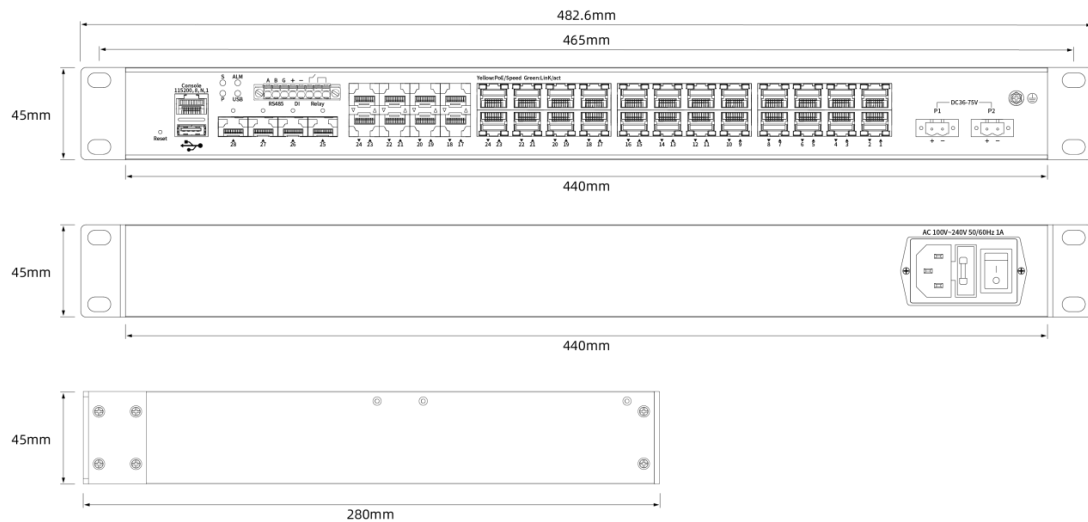 482.6mm
465mm
45mm
Console
115200, 8, N, 1
Reset
S ALM
P USB
A B G + −
RS485 DI Relay
28 27 26 25
24 23 22 21 20 19 18 17
Yellow:PoE/Speed Green:LinK/act
24 23 22 21 20 19 18 17 16 15 14 13 12 11 10 9 8 7 6 5 4 3 2 1
DC36-75V
P1 P2
+ − + −
440mm
45mm
AC 100V~240V 50/60Hz 1A
440mm
45mm
280mm